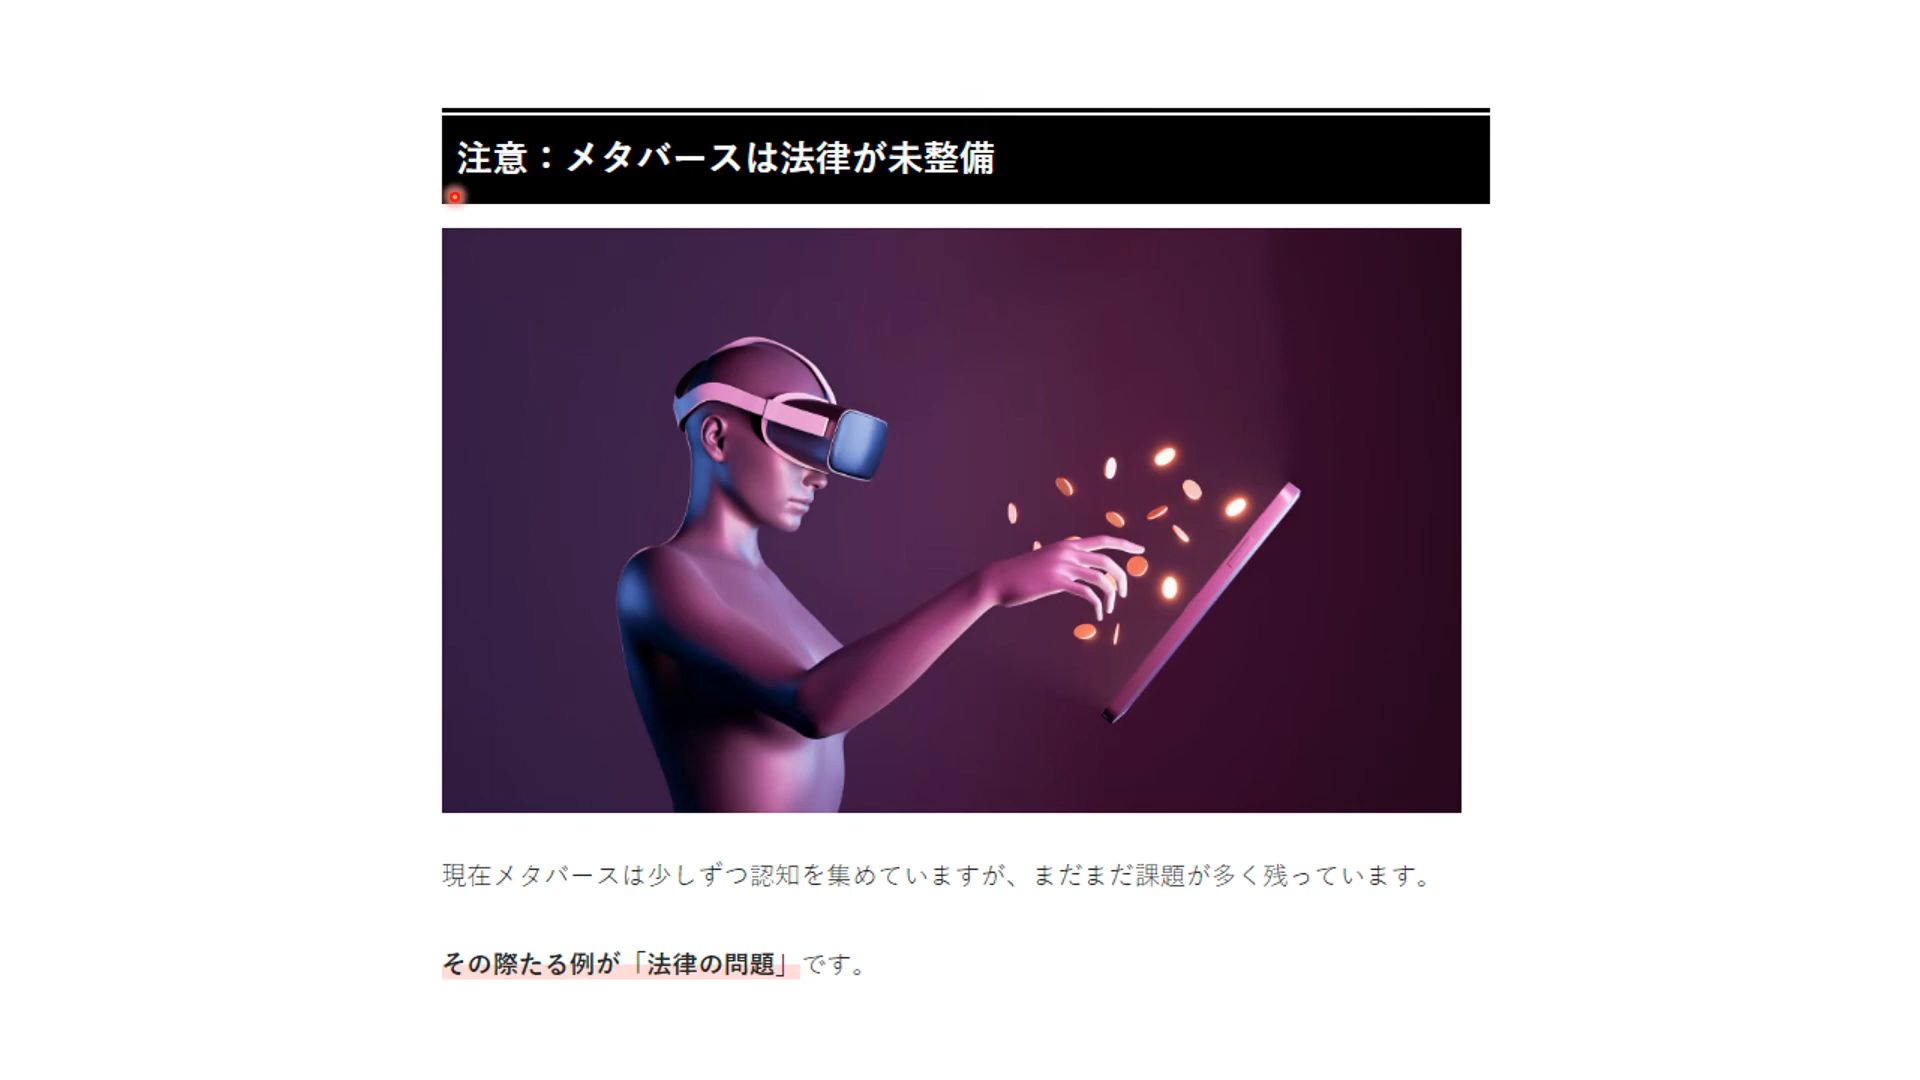 注意：メタバースは法律が未整備
現在メタバースは少しずつ認知を集めていますが、まだまだ課題が多く残っています。
その際たる例が「法律の問題」です。